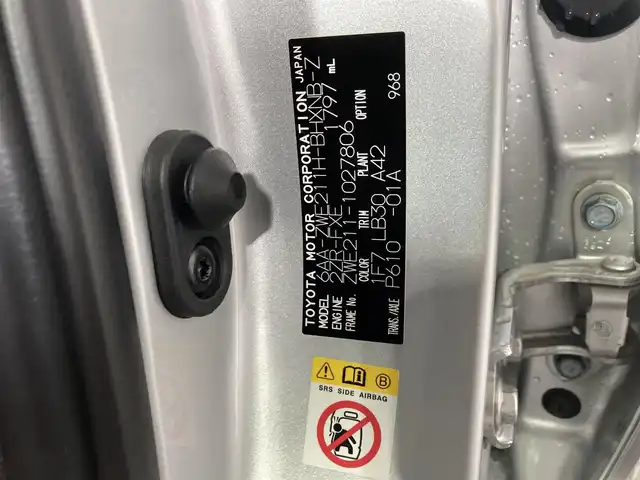 TOYOTA MOTOR CORPORATION JAPAN
MODEL 6AA-ZWE211H-BHXNB-Z
ENGINE 2ZR-FXE 1797 mL
FRAME No. ZWE211-1027806
COLOR TRIM PLANT OPTION
1F7 LB30 A42
TRANS./AXLE P610 -01A 968
SRS SIDE AIRBAG
B